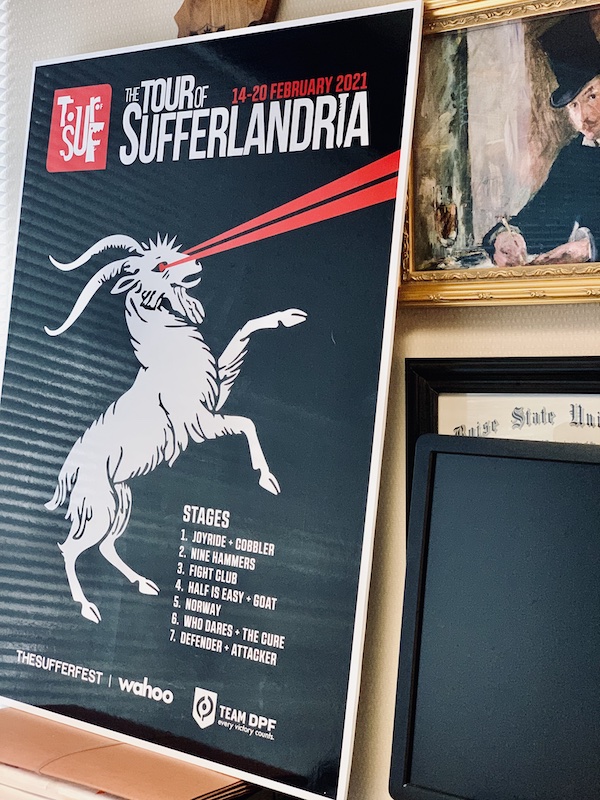 T:SUF:
THE TOUR OF 14-20 FEBRUARY 2021
SUFFERLANDRIA
STAGES
1. JOYRIDE + COBBLER
2. NINE HAMMERS
3. FIGHT CLUB
4. HALF IS EASY + GOAT
5. NORWAY
6. WHO DARES + THE CURE
7. DEFENDER + ATTACKER
THESUFFERFEST | wahoo
TEAM DPF
every victory counts.
Boise State Uni